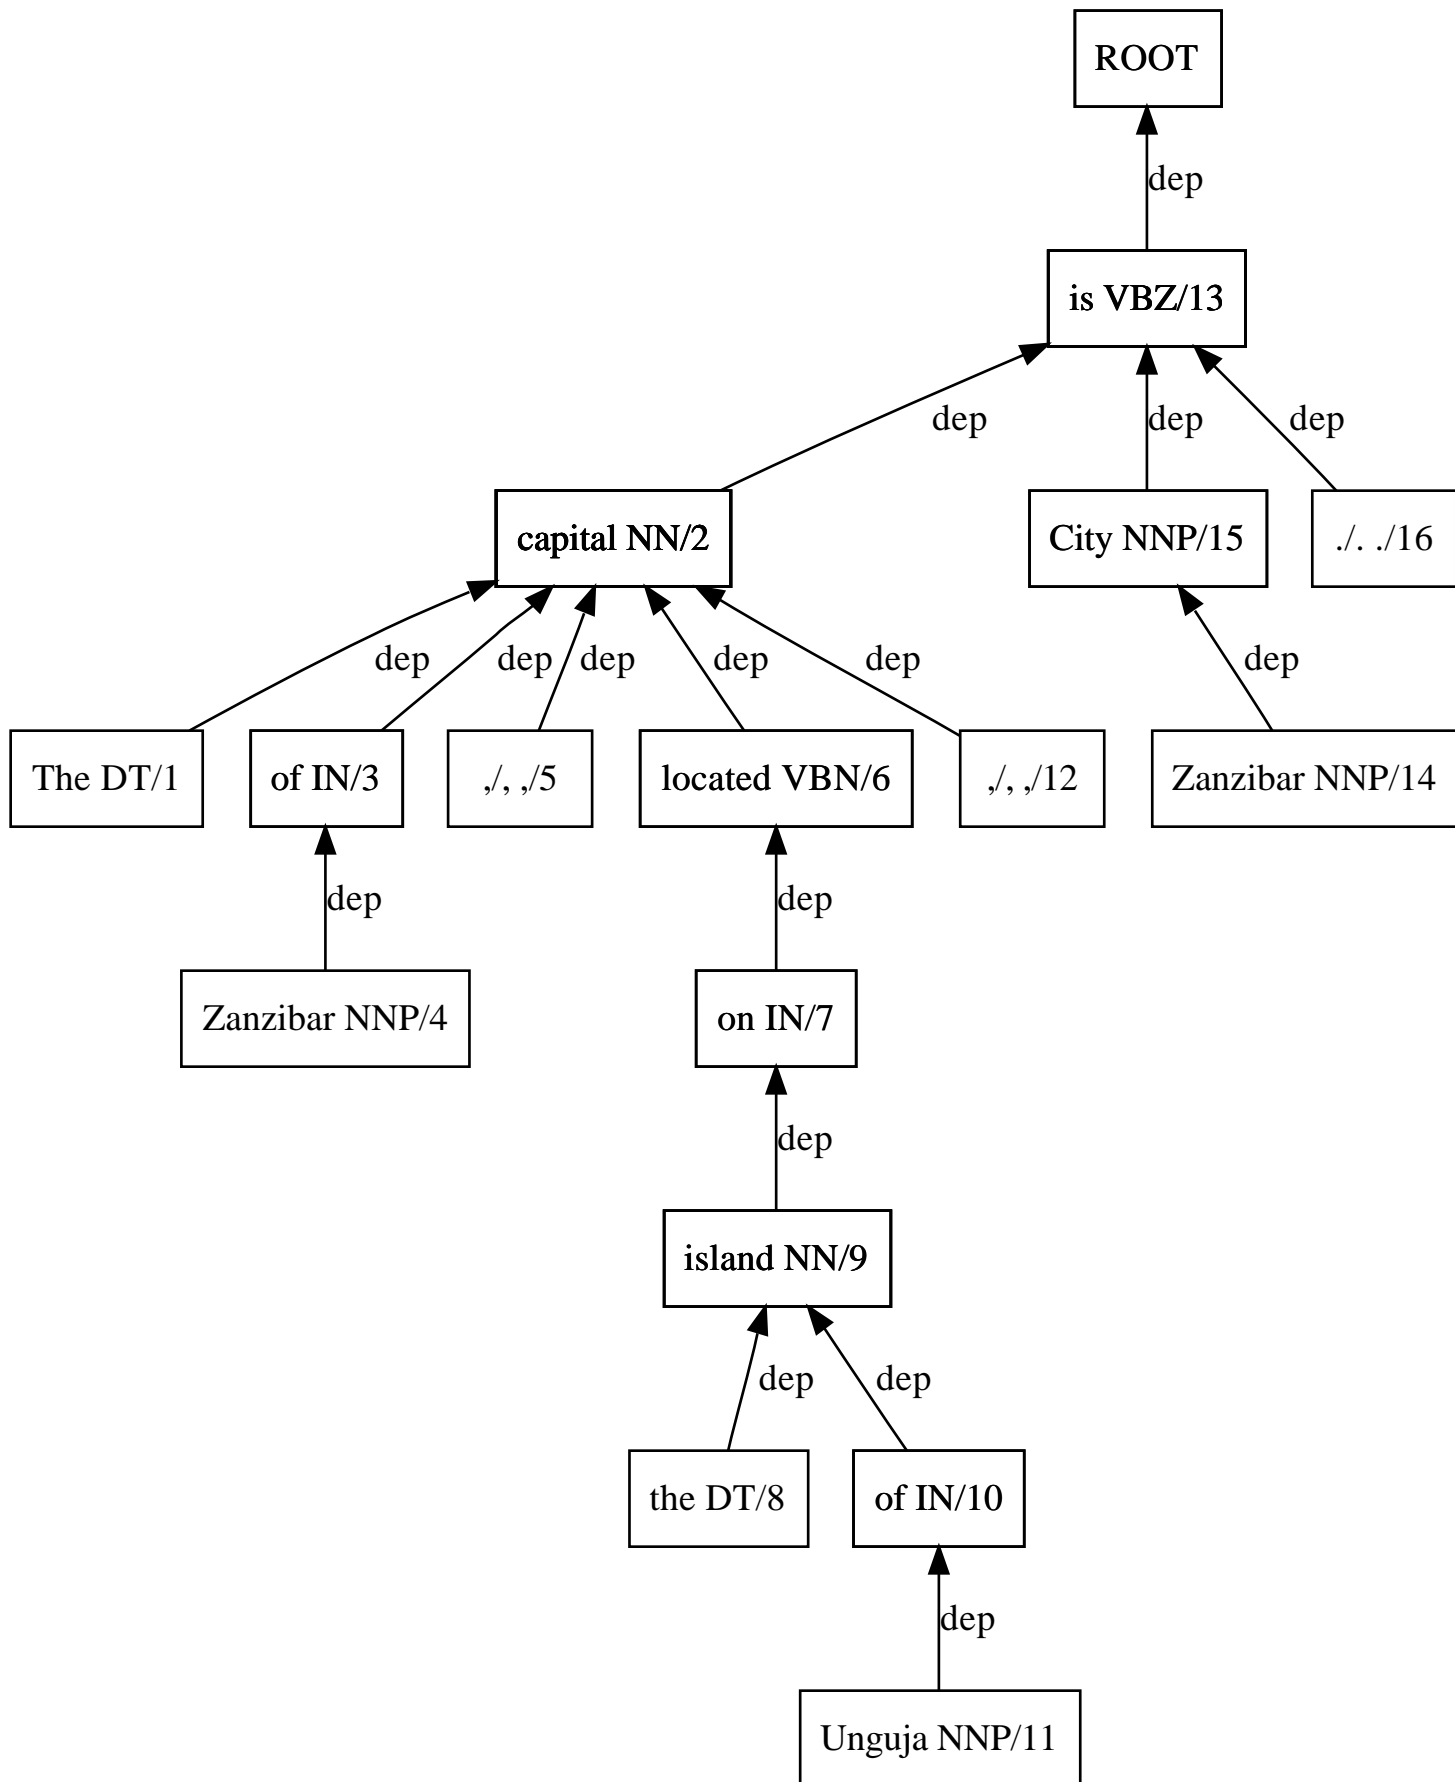 ROOT
dep
is VBZ/13
dep dep dep
capital NN/2 City NNP/15 ./. ./16
dep dep dep dep dep dep
The DT/1 of IN/3 ,/, ,/5 located VBN/6 ,/, ,/12 Zanzibar NNP/14
dep dep
Zanzibar NNP/4 on IN/7
dep
island NN/9
dep dep
the DT/8 of IN/10
dep
Unguja NNP/11